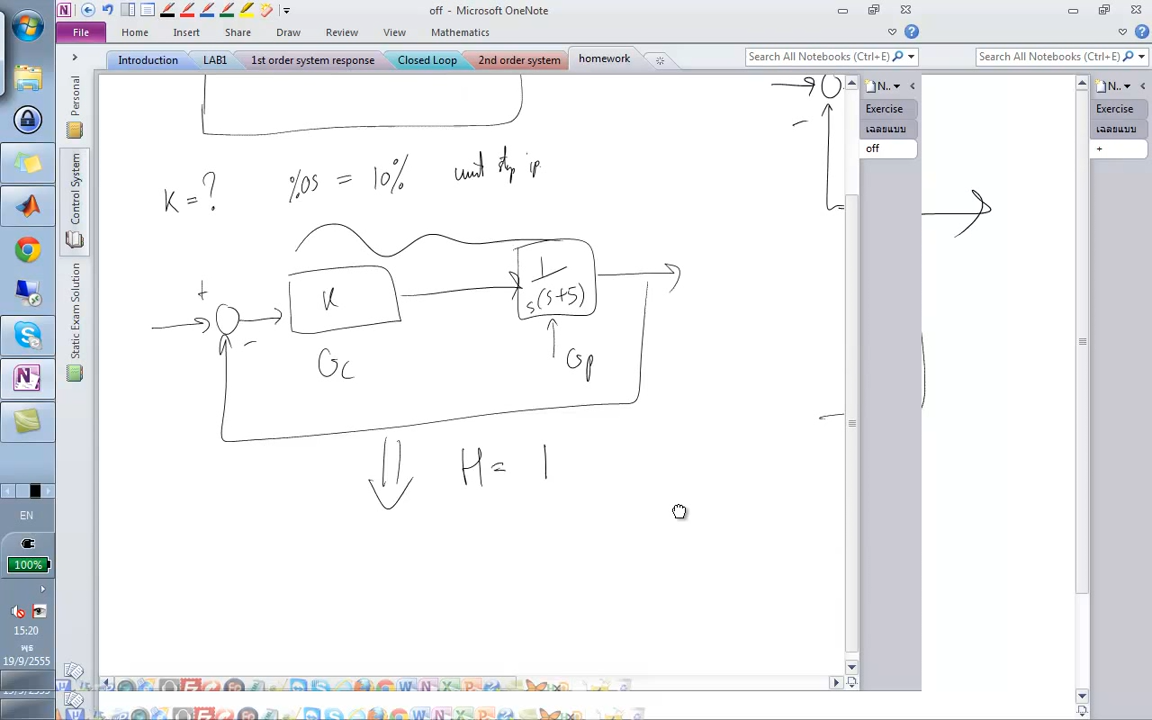 off - Microsoft OneNote
File Home Insert Share Draw Review View Mathematics
Introduction LAB1 1st order system response Closed Loop 2nd order system homework
Search All Notebooks (Ctrl+E) Search All Notebooks (Ctrl+E)
Personal
Control System
Static Exam Solution
N..
Exercise
เฉลยแบบ
off
N..
Exercise
เฉลยแบบ
+
K = ? %OS = 10% unit step ip
+
-
K
1
s(s+5)
Gc
Gp
H = 1
-
EN
100%
15:20
พธ
19/9/2555